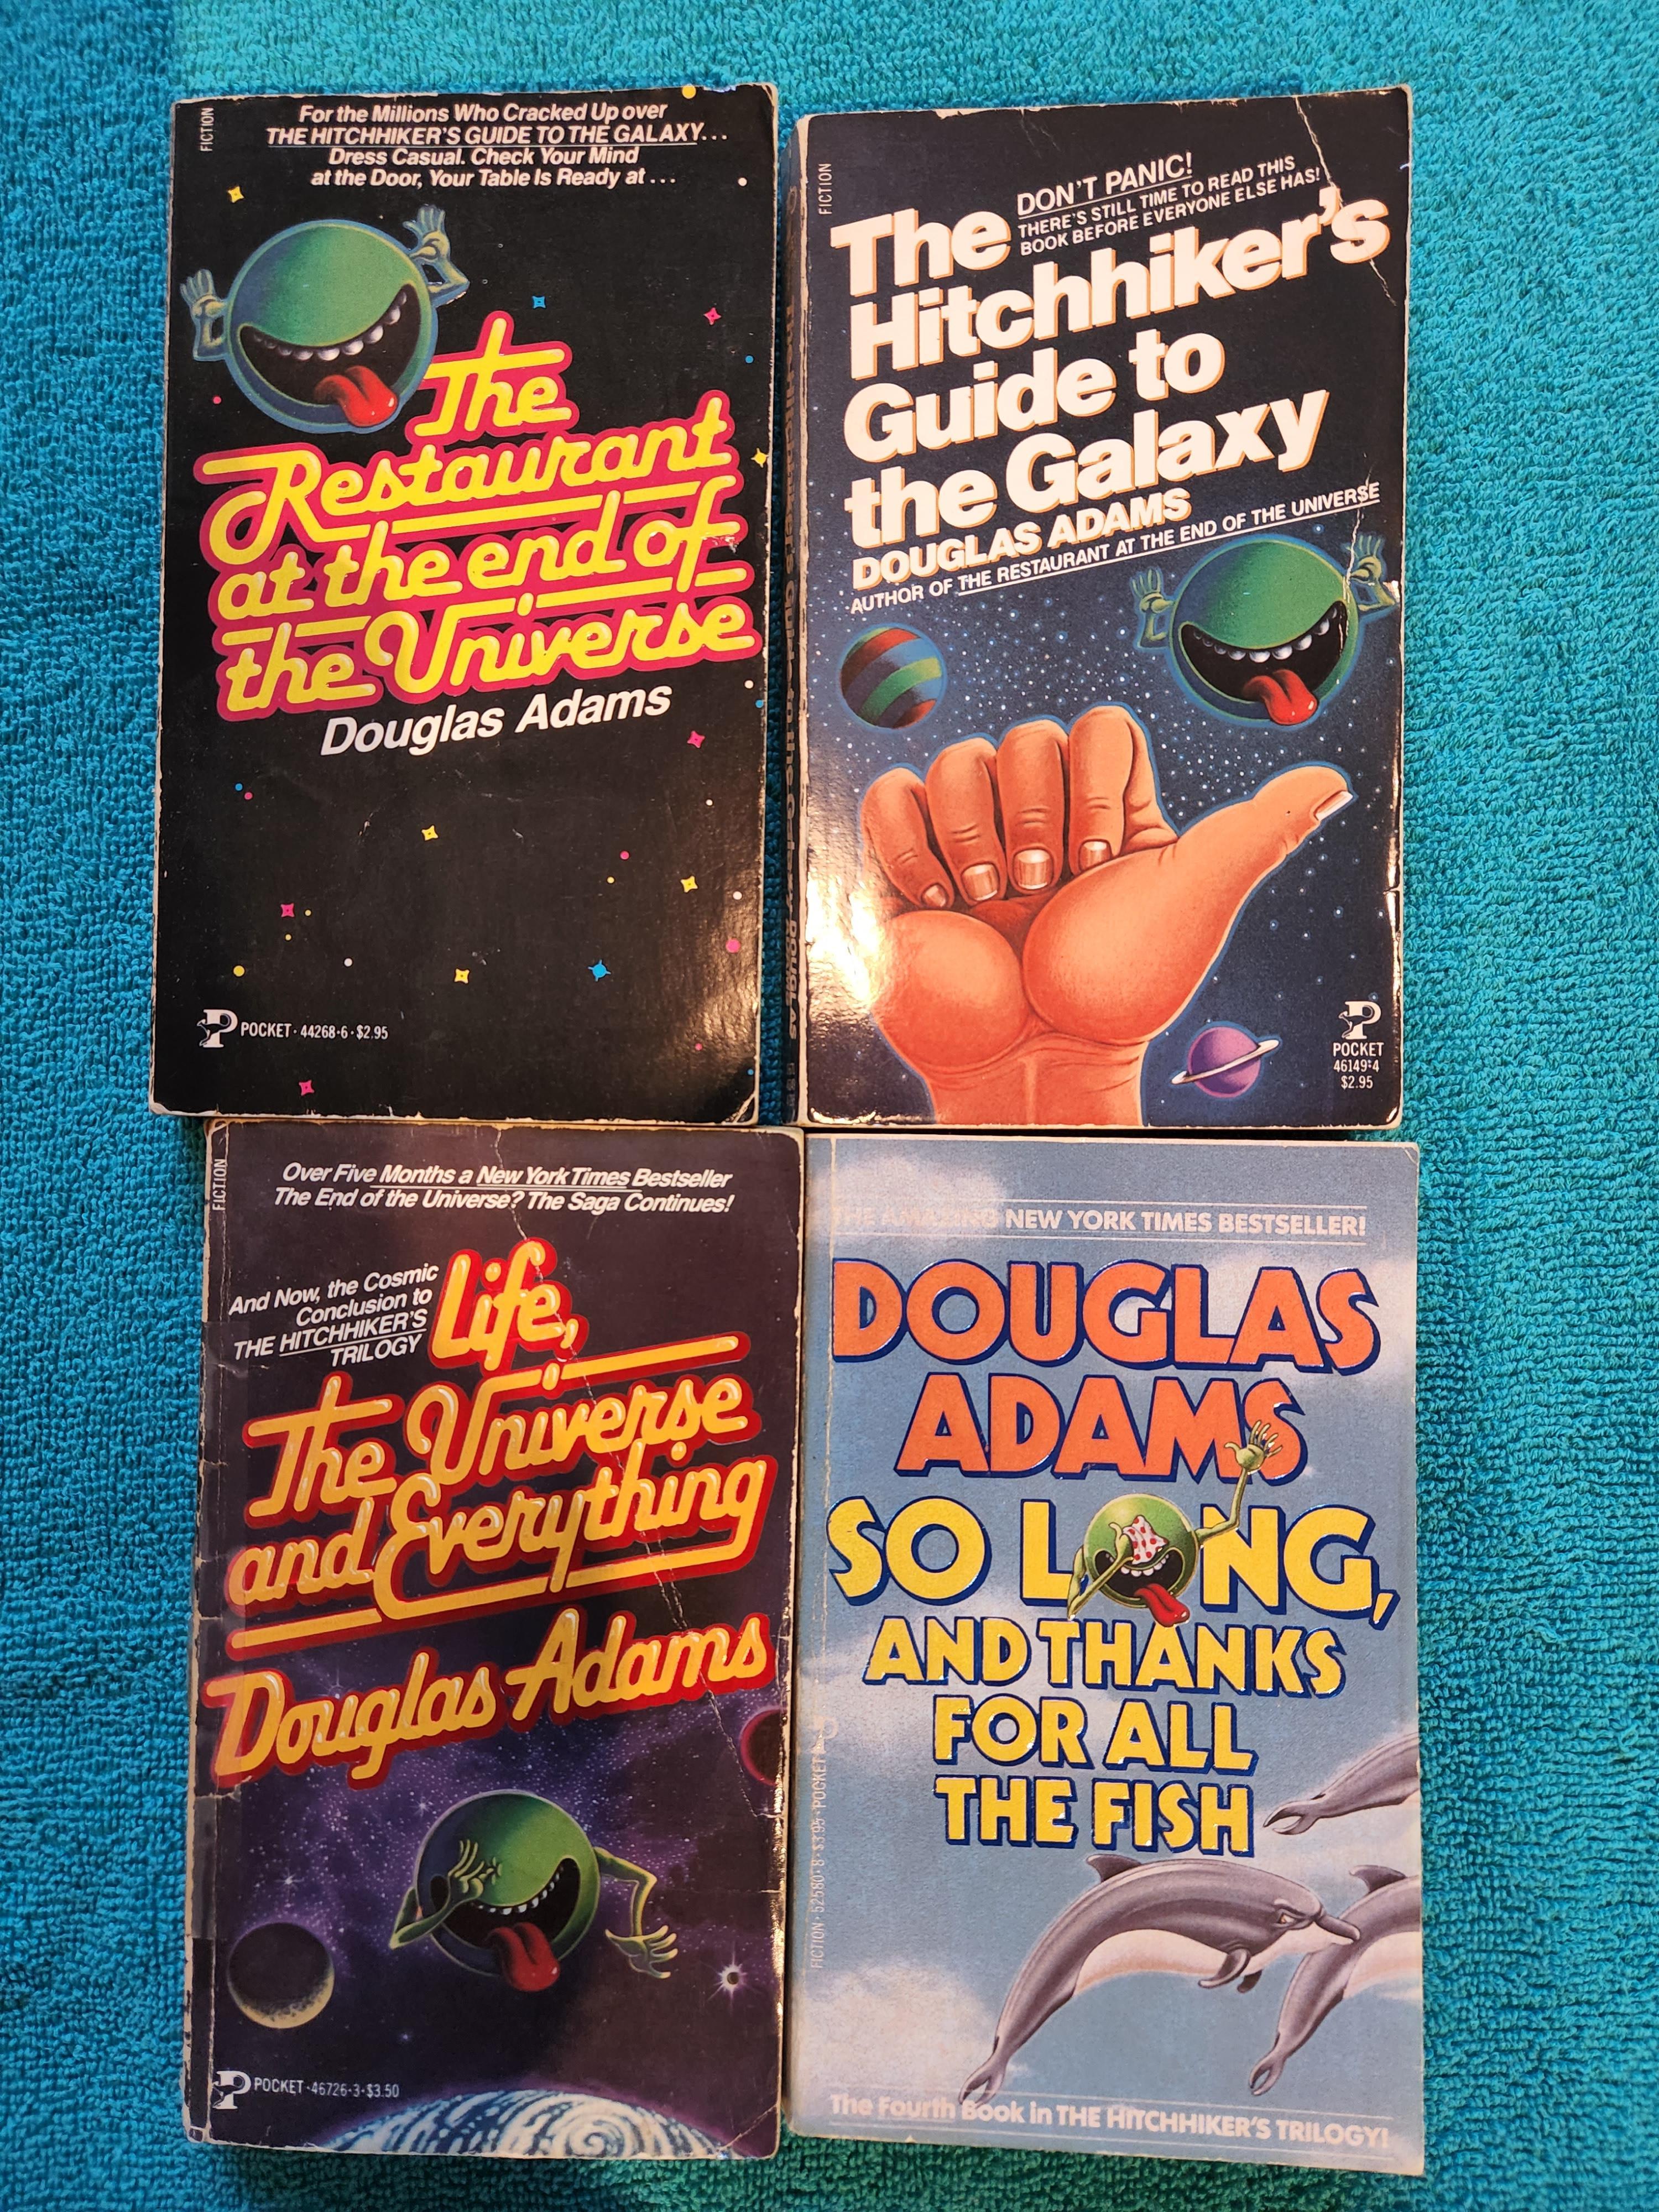 FICTION
For the Millions Who Cracked Up over
THE HITCHHIKER'S GUIDE TO THE GALAXY...
Dress Casual. Check Your Mind
at the Door, Your Table Is Ready at ...
The
Restaurant
at the end of
the Universe
Douglas Adams
POCKET · 44268-6 · $2.95
FICTION
DON'T PANIC!
THERE'S STILL TIME TO READ THIS
BOOK BEFORE EVERYONE ELSE HAS!
The
Hitchhiker's
Guide to
the Galaxy
DOUGLAS ADAMS
AUTHOR OF THE RESTAURANT AT THE END OF THE UNIVERSE
POCKET
46149-4
$2.95
FICTION
Over Five Months a New York Times Bestseller
The End of the Universe? The Saga Continues!
And Now, the Cosmic
Conclusion to
THE HITCHHIKER'S
TRILOGY
Life,
The Universe
and Everything
Douglas Adams
POCKET · 46726-3 · $3.50
THE AMAZING NEW YORK TIMES BESTSELLER!
DOUGLAS
ADAMS
SO LONG,
AND THANKS
FOR ALL
THE FISH
FICTION · 52580-8 · $3.95 · POCKET
The Fourth Book in THE HITCHHIKER'S TRILOGY!